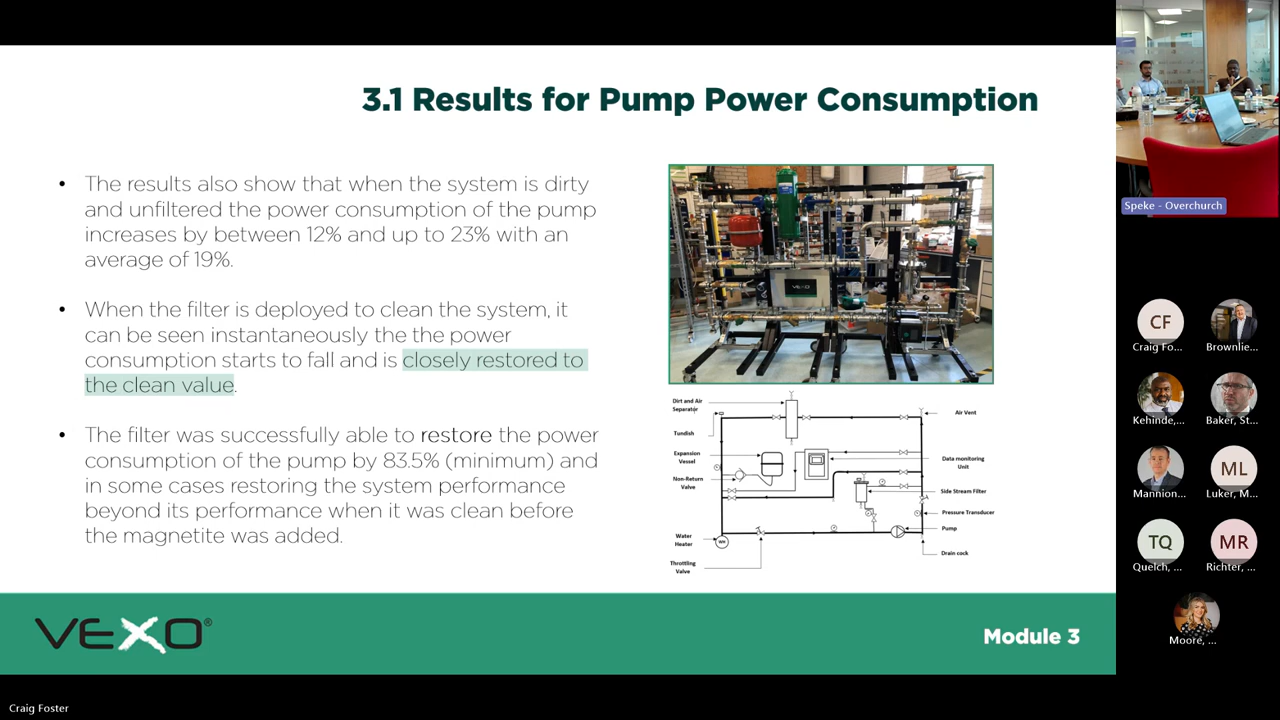 3.1 Results for Pump Power Consumption
• The results also show that when the system is dirty
and unfiltered the power consumption of the pump
increases by between 12% and up to 23% with an
average of 19%.
• When the filter is deployed to clean the system, it
can be seen instantaneously the the power
consumption starts to fall and is closely restored to
the clean value.
• The filter was successfully able to restore the power
consumption of the pump by 83.5% (minimum) and
in some cases restoring the system performance
beyond its performance when it was clean before
the magnetite was added.
VEXO
Dirt and Air
Separator
Tundish
Expansion
Vessel
Non-Return
Valve
Water
Heater
Throttling
Valve
Air Vent
Data monitoring
Unit
Side Stream Filter
Pressure Transducer
Pump
Drain cock
VEXO®
Module 3
Craig Foster
Speke - Overchurch
CF
Craig Fo...
Brownlie...
Kehinde,...
Baker, St...
Mannion...
ML
Luker, M...
TQ
Quelch, ...
MR
Richter, ...
Moore, ...